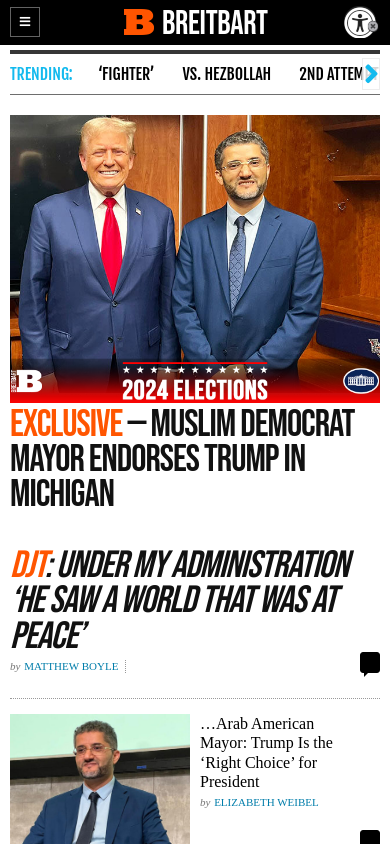 BREITBART
TRENDING: ‘FIGHTER’ VS. HEZBOLLAH 2ND ATTEM
BREITBART
2024 ELECTIONS
EXCLUSIVE – MUSLIM DEMOCRAT
MAYOR ENDORSES TRUMP IN
MICHIGAN
DJT: UNDER MY ADMINISTRATION
‘HE SAW A WORLD THAT WAS AT
PEACE’
by MATTHEW BOYLE
…Arab American
Mayor: Trump Is the
‘Right Choice’ for
President
by ELIZABETH WEIBEL